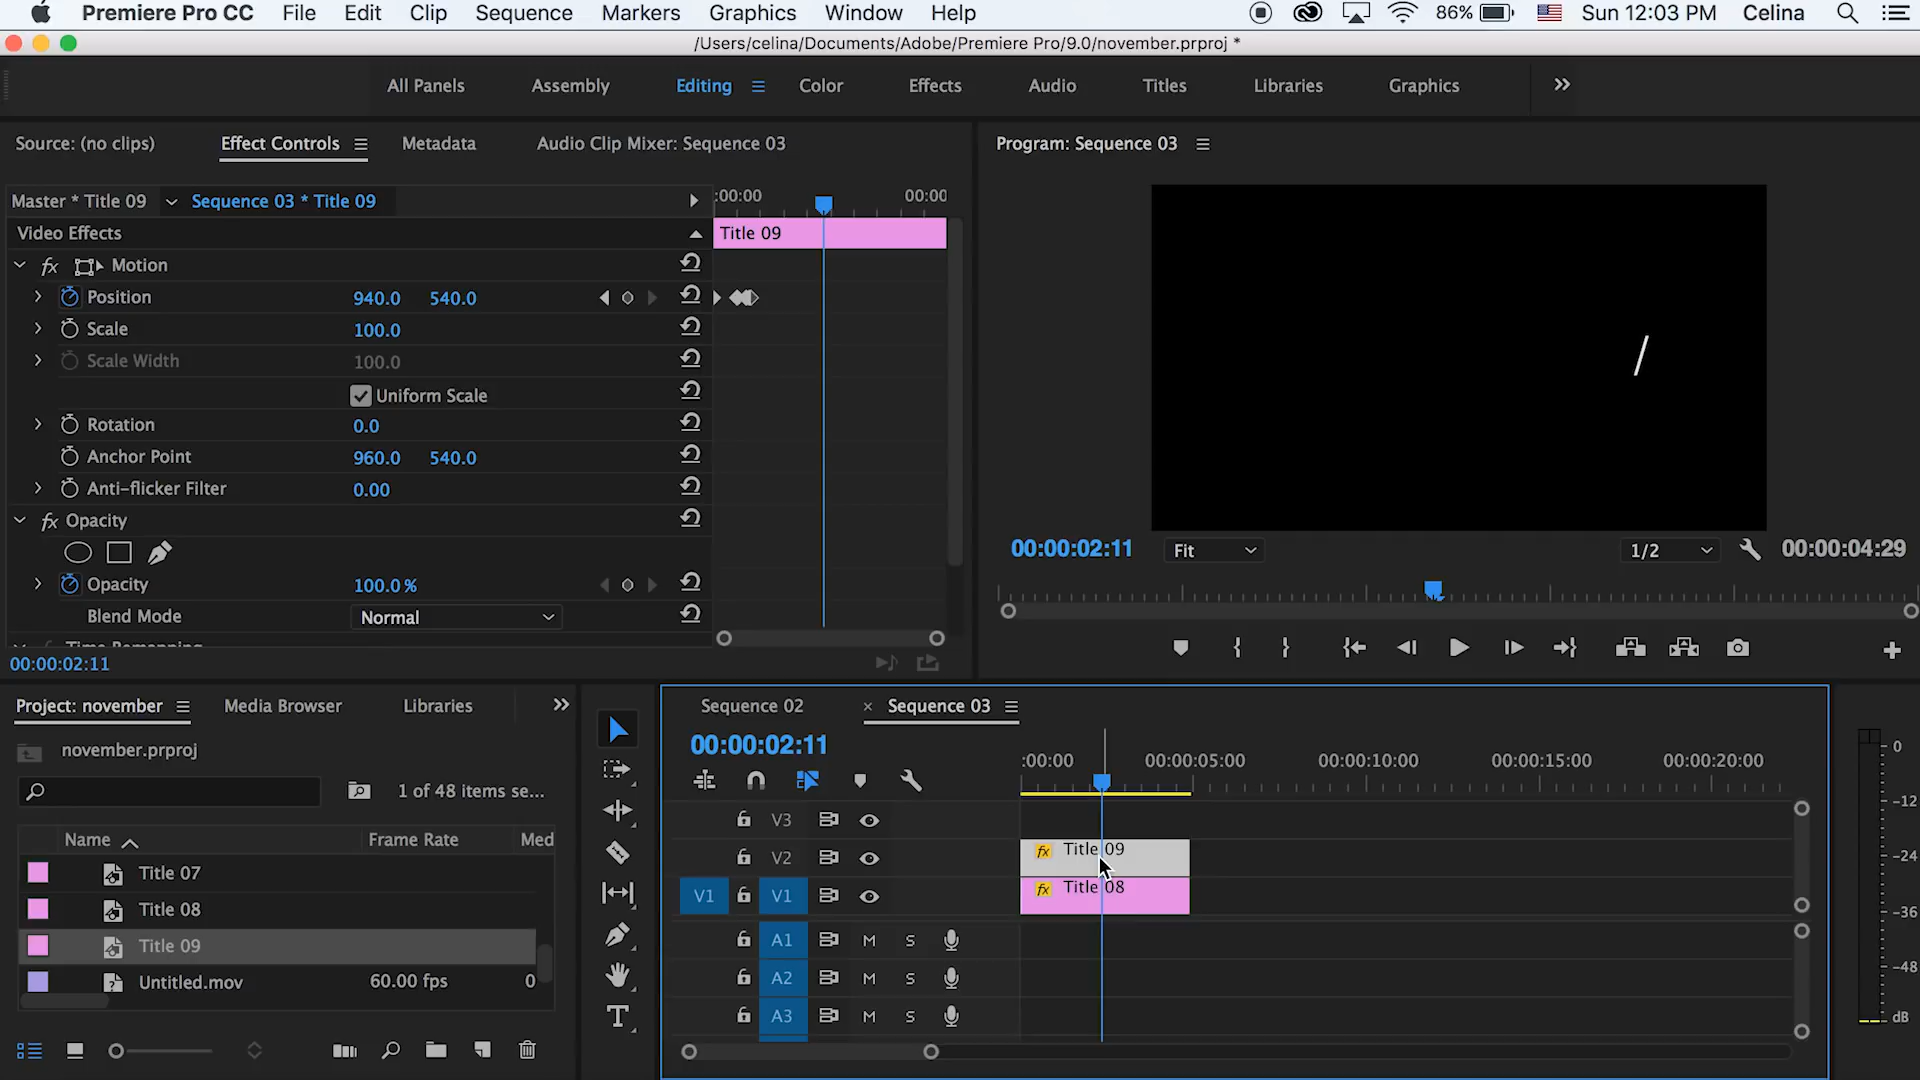 Premiere Pro CC File Edit Clip Sequence Markers Graphics Window Help 86% Sun 12:03 PM Celina
/Users/celina/Documents/Adobe/Premiere Pro/9.0/november.prproj *
All Panels Assembly Editing Color Effects Audio Titles Libraries Graphics
Source: (no clips) Effect Controls Metadata Audio Clip Mixer: Sequence 03
Program: Sequence 03
Master * Title 09 Sequence 03 * Title 09
:00:00 00:00
Video Effects
Title 09
fx Motion
Position 940.0 540.0
Scale 100.0
Scale Width 100.0
Uniform Scale
Rotation 0.0
Anchor Point 960.0 540.0
Anti-flicker Filter 0.00
fx Opacity
Opacity 100.0 %
Blend Mode Normal
Time Remapping
00:00:02:11
/
00:00:02:11 Fit 1/2 00:00:04:29
Project: november Media Browser Libraries
november.prproj
1 of 48 items se...
Name Frame Rate Med
Title 07
Title 08
Title 09
Untitled.mov 60.00 fps 0
T
Sequence 02 × Sequence 03
00:00:02:11
:00:00 00:00:05:00 00:00:10:00 00:00:15:00 00:00:20:00
V3
V2 fx Title 09
V1 V1 fx Title 08
A1 M S
A2 M S
A3 M S
0
-12
-24
-36
-48
dB